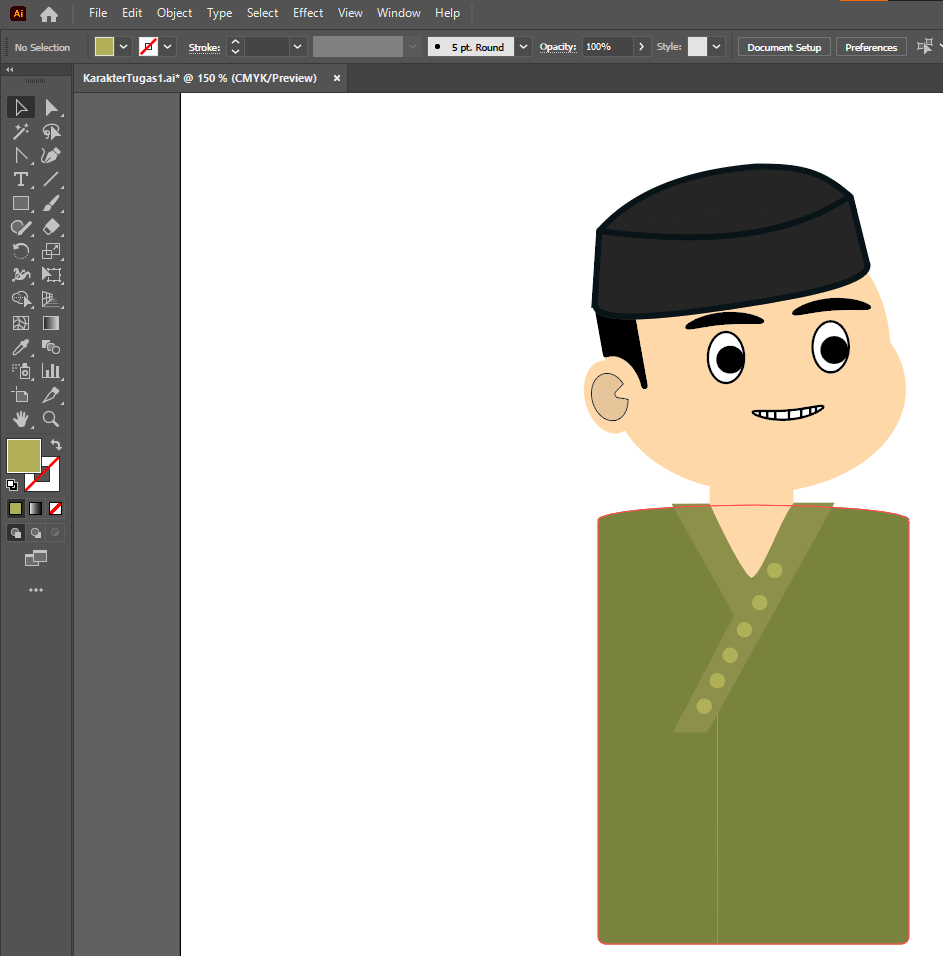 Ai File Edit Object Type Select Effect View Window Help
No Selection Stroke: 5 pt. Round Opacity: 100% Style: Document Setup Preferences
KarakterTugas1.ai* @ 150 % (CMYK/Preview) ×